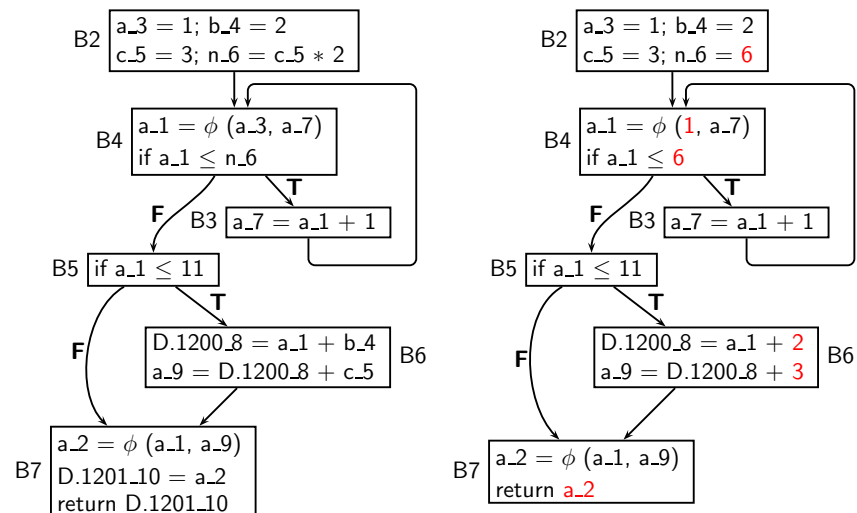 B2
a_3 = 1; b_4 = 2
c_5 = 3; n_6 = c_5 * 2
B4
a_1 = ϕ (a_3, a_7)
if a_1 ≤ n_6
T
F
B3
a_7 = a_1 + 1
B5
if a_1 ≤ 11
T
F
D.1200_8 = a_1 + b_4
a_9 = D.1200_8 + c_5
B6
B7
a_2 = ϕ (a_1, a_9)
D.1201_10 = a_2
return D.1201_10
B2
a_3 = 1; b_4 = 2
c_5 = 3; n_6 = 6
B4
a_1 = ϕ (1, a_7)
if a_1 ≤ 6
T
F
B3
a_7 = a_1 + 1
B5
if a_1 ≤ 11
T
F
D.1200_8 = a_1 + 2
a_9 = D.1200_8 + 3
B6
B7
a_2 = ϕ (a_1, a_9)
return a_2